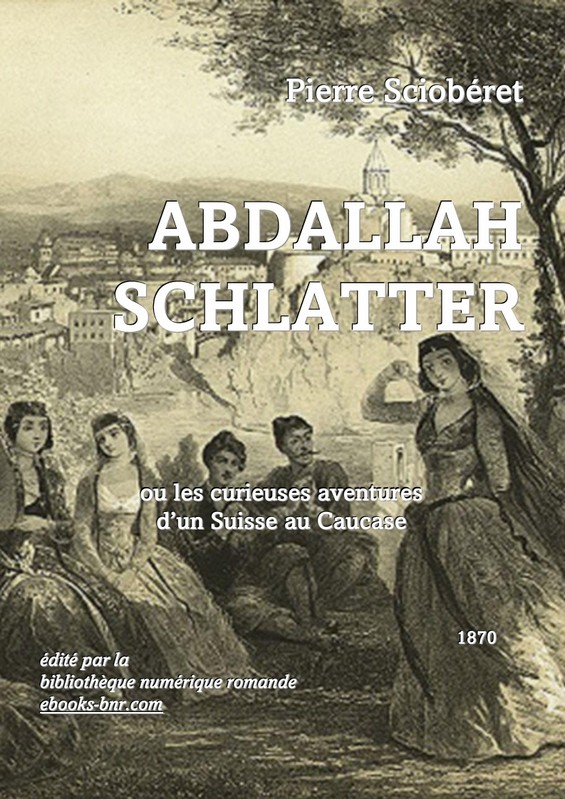 Pierre Sciobéret
ABDALLAH
SCHLATTER
ou les curieuses aventures
d'un Suisse au Caucase
1870
édité par la
bibliothèque numérique romande
ebooks-bnr.com